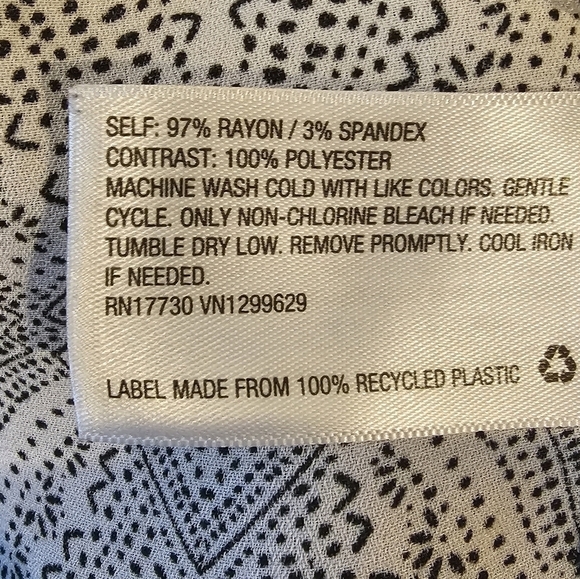 SELF: 97% RAYON / 3% SPANDEX
CONTRAST: 100% POLYESTER
MACHINE WASH COLD WITH LIKE COLORS. GENTLE
CYCLE. ONLY NON-CHLORINE BLEACH IF NEEDED.
TUMBLE DRY LOW. REMOVE PROMPTLY. COOL IRON
IF NEEDED.
RN17730 VN1299629
LABEL MADE FROM 100% RECYCLED PLASTIC